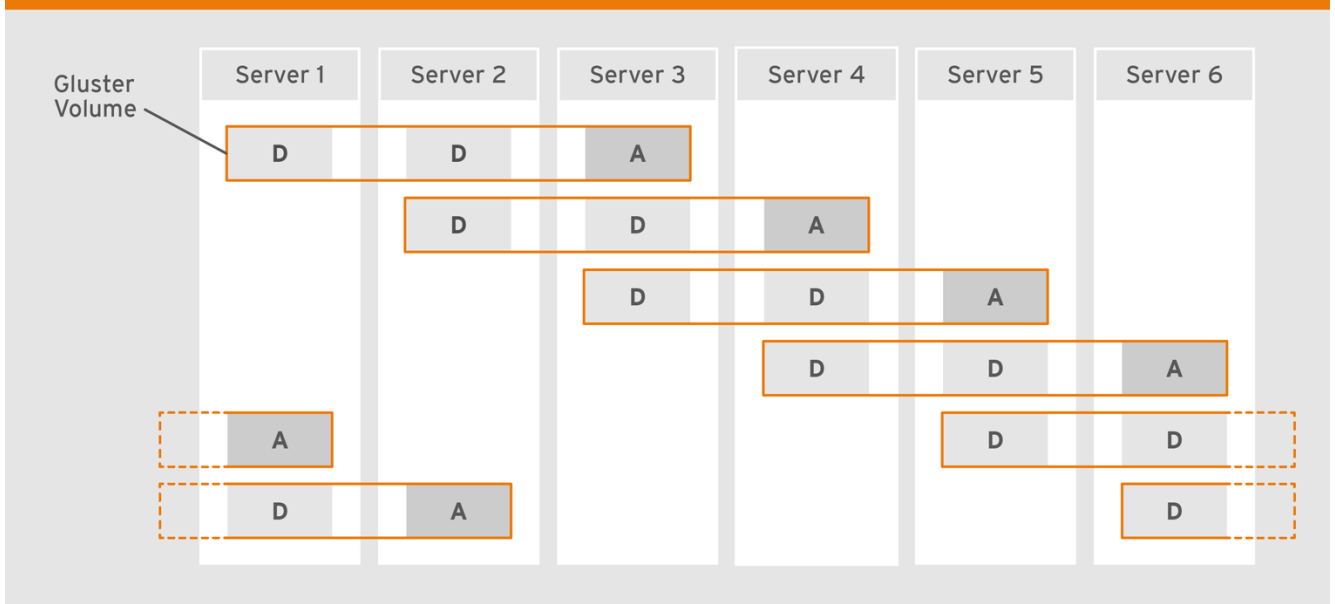 Server 1 Server 2 Server 3 Server 4 Server 5 Server 6
Gluster
Volume
D D A
D D A
D D A
D D A
A D D
D A D